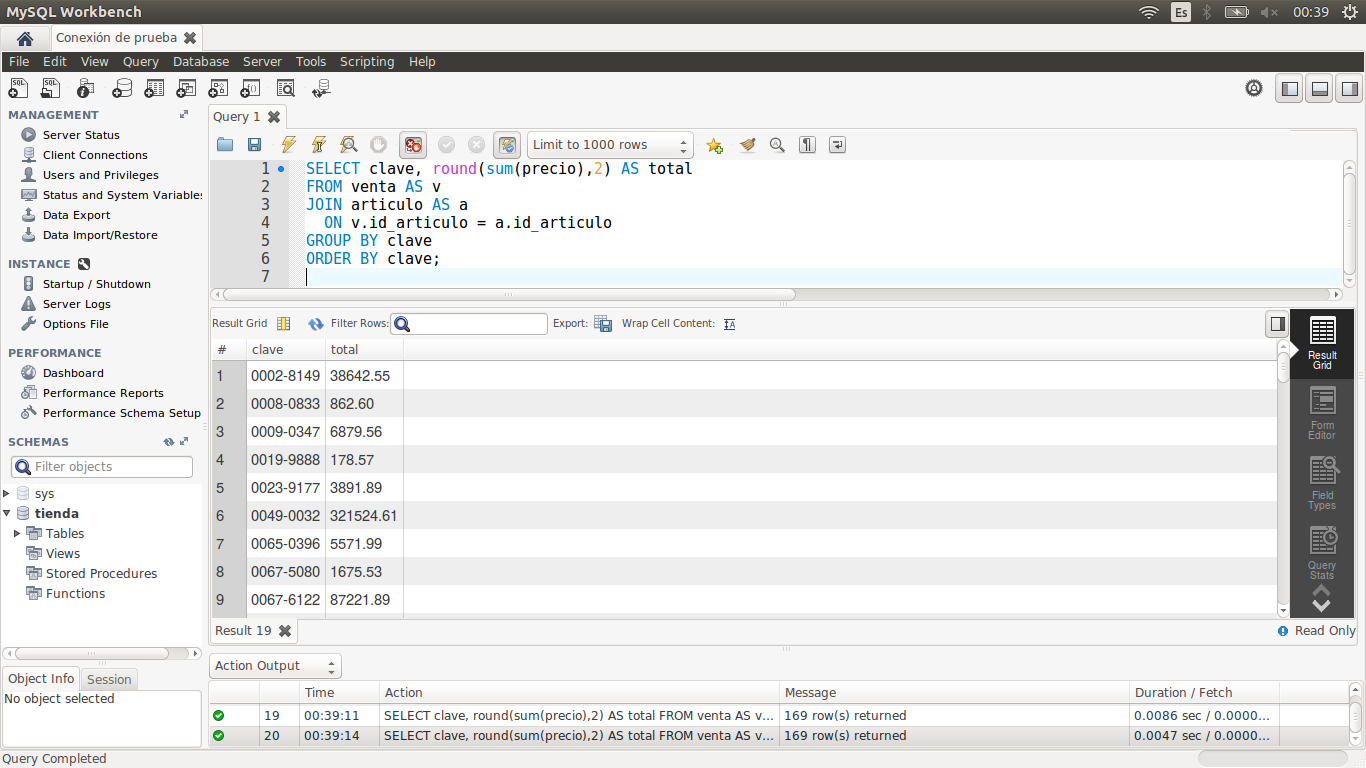 MySQL Workbench
Es
00:39
Conexión de prueba
File Edit View Query Database Server Tools Scripting Help
MANAGEMENT
Server Status
Client Connections
Users and Privileges
Status and System Variables
Data Export
Data Import/Restore
INSTANCE
Startup / Shutdown
Server Logs
Options File
PERFORMANCE
Dashboard
Performance Reports
Performance Schema Setup
SCHEMAS
Filter objects
sys
tienda
Tables
Views
Stored Procedures
Functions
Object Info Session
No object selected
Query 1
Limit to 1000 rows
1 SELECT clave, round(sum(precio),2) AS total
2 FROM venta AS v
3 JOIN articulo AS a
4 ON v.id_articulo = a.id_articulo
5 GROUP BY clave
6 ORDER BY clave;
7
Result Grid Filter Rows: Export: Wrap Cell Content:
# clave total
1 0002-8149 38642.55
2 0008-0833 862.60
3 0009-0347 6879.56
4 0019-9888 178.57
5 0023-9177 3891.89
6 0049-0032 321524.61
7 0065-0396 5571.99
8 0067-5080 1675.53
9 0067-6122 87221.89
Result Grid
Form Editor
Field Types
Query Stats
Result 19
Read Only
Action Output
Time Action Message Duration / Fetch
19 00:39:11 SELECT clave, round(sum(precio),2) AS total FROM venta AS v... 169 row(s) returned 0.0086 sec / 0.0000...
20 00:39:14 SELECT clave, round(sum(precio),2) AS total FROM venta AS v... 169 row(s) returned 0.0047 sec / 0.0000...
Query Completed